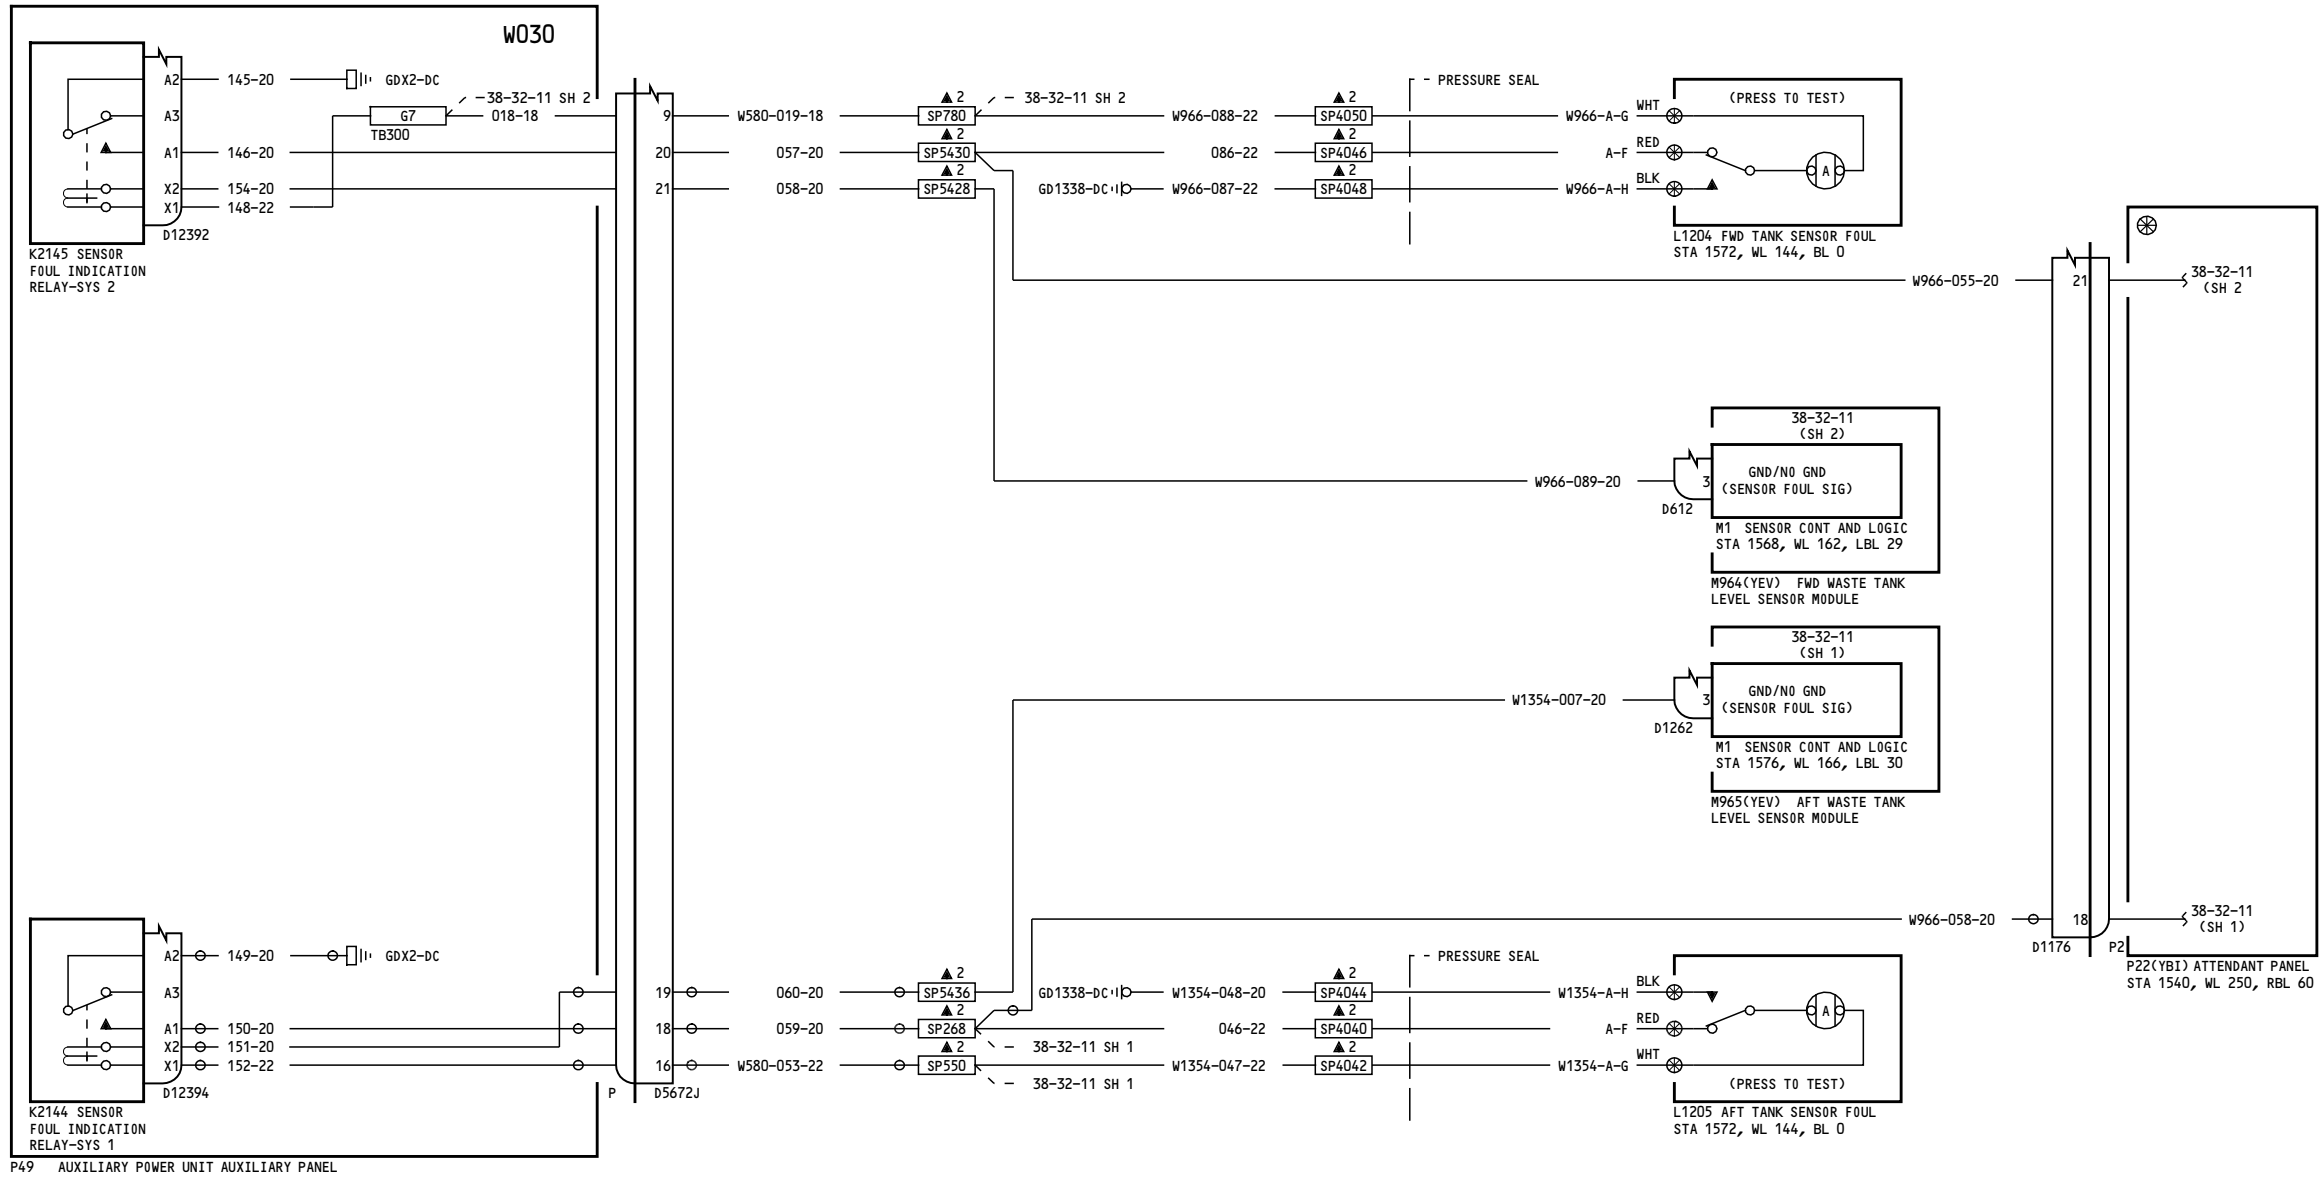 W030
A2 145-20 GDX2-DC
38-32-11 SH 2
A3 G7 018-18
TB300
A1 146-20
X2 154-20
X1 148-22
D12392
K2145 SENSOR
FOUL INDICATION
RELAY-SYS 2
9 W580-019-18
20 057-20
21 058-20
2
SP780
2
SP5430
2
SP5428
38-32-11 SH 2
W966-088-22
086-22
GD1338-DC W966-087-22
2
SP4050
2
SP4046
2
SP4048
PRESSURE SEAL
W966-A-G WHT
A-F RED
W966-A-H BLK
(PRESS TO TEST)
A
L1204 FWD TANK SENSOR FOUL
STA 1572, WL 144, BL 0
W966-055-20 21
38-32-11
(SH 2
38-32-11
(SH 2)
GND/NO GND
(SENSOR FOUL SIG)
W966-089-20 3
D612
M1 SENSOR CONT AND LOGIC
STA 1568, WL 162, LBL 29
M964(YEV) FWD WASTE TANK
LEVEL SENSOR MODULE
38-32-11
(SH 1)
GND/NO GND
(SENSOR FOUL SIG)
W1354-007-20 3
D1262
M1 SENSOR CONT AND LOGIC
STA 1576, WL 166, LBL 30
M965(YEV) AFT WASTE TANK
LEVEL SENSOR MODULE
W966-058-20 18
38-32-11
(SH 1)
D1176 P2
P22(YBI) ATTENDANT PANEL
STA 1540, WL 250, RBL 60
A2 149-20 GDX2-DC
A3
A1 150-20
X2 151-20
X1 152-22
D12394
K2144 SENSOR
FOUL INDICATION
RELAY-SYS 1
P49 AUXILIARY POWER UNIT AUXILIARY PANEL
19 060-20
18 059-20
16 W580-053-22
P D5672J
2
SP5436
2
SP268
2
SP550
38-32-11 SH 1
38-32-11 SH 1
GD1338-DC W1354-048-20
046-22
W1354-047-22
2
SP4044
2
SP4040
2
SP4042
PRESSURE SEAL
W1354-A-H BLK
A-F RED
W1354-A-G WHT
A
(PRESS TO TEST)
L1205 AFT TANK SENSOR FOUL
STA 1572, WL 144, BL 0